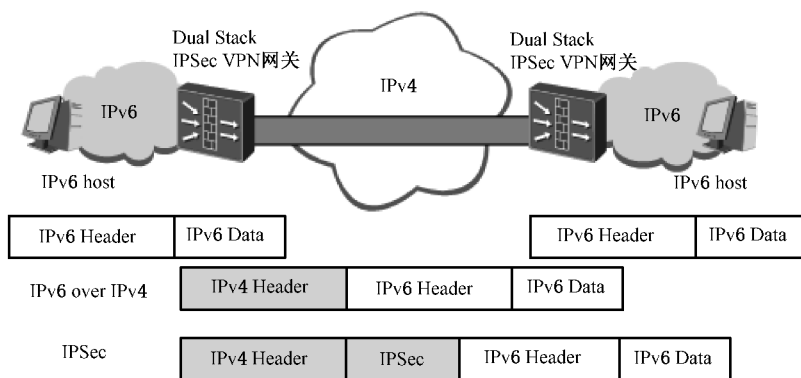 Dual Stack
IPSec VPN网关
Dual Stack
IPSec VPN网关
IPv6
IPv4
IPv6
IPv6 host
IPv6 host
IPv6 Header IPv6 Data
IPv6 Header IPv6 Data
IPv6 over IPv4
IPv4 Header IPv6 Header IPv6 Data
IPSec
IPv4 Header IPSec IPv6 Header IPv6 Data